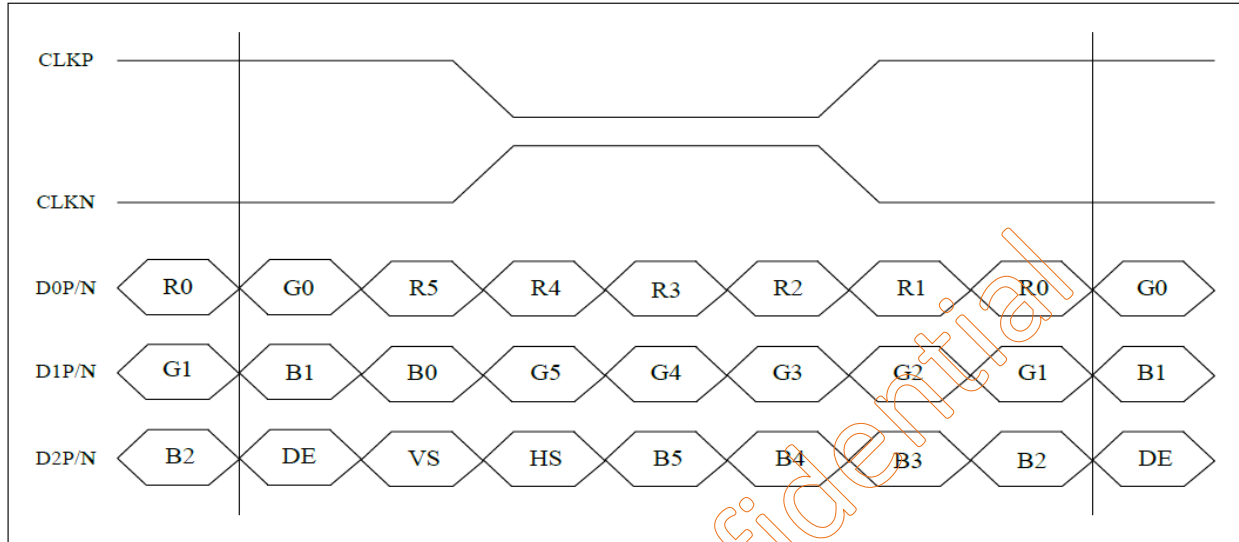 CLKP
CLKN
D0P/N R0 G0 R5 R4 R3 R2 R1 R0 G0
D1P/N G1 B1 B0 G5 G4 G3 G2 G1 B1
D2P/N B2 DE VS HS B5 B4 B3 B2 DE
fidential